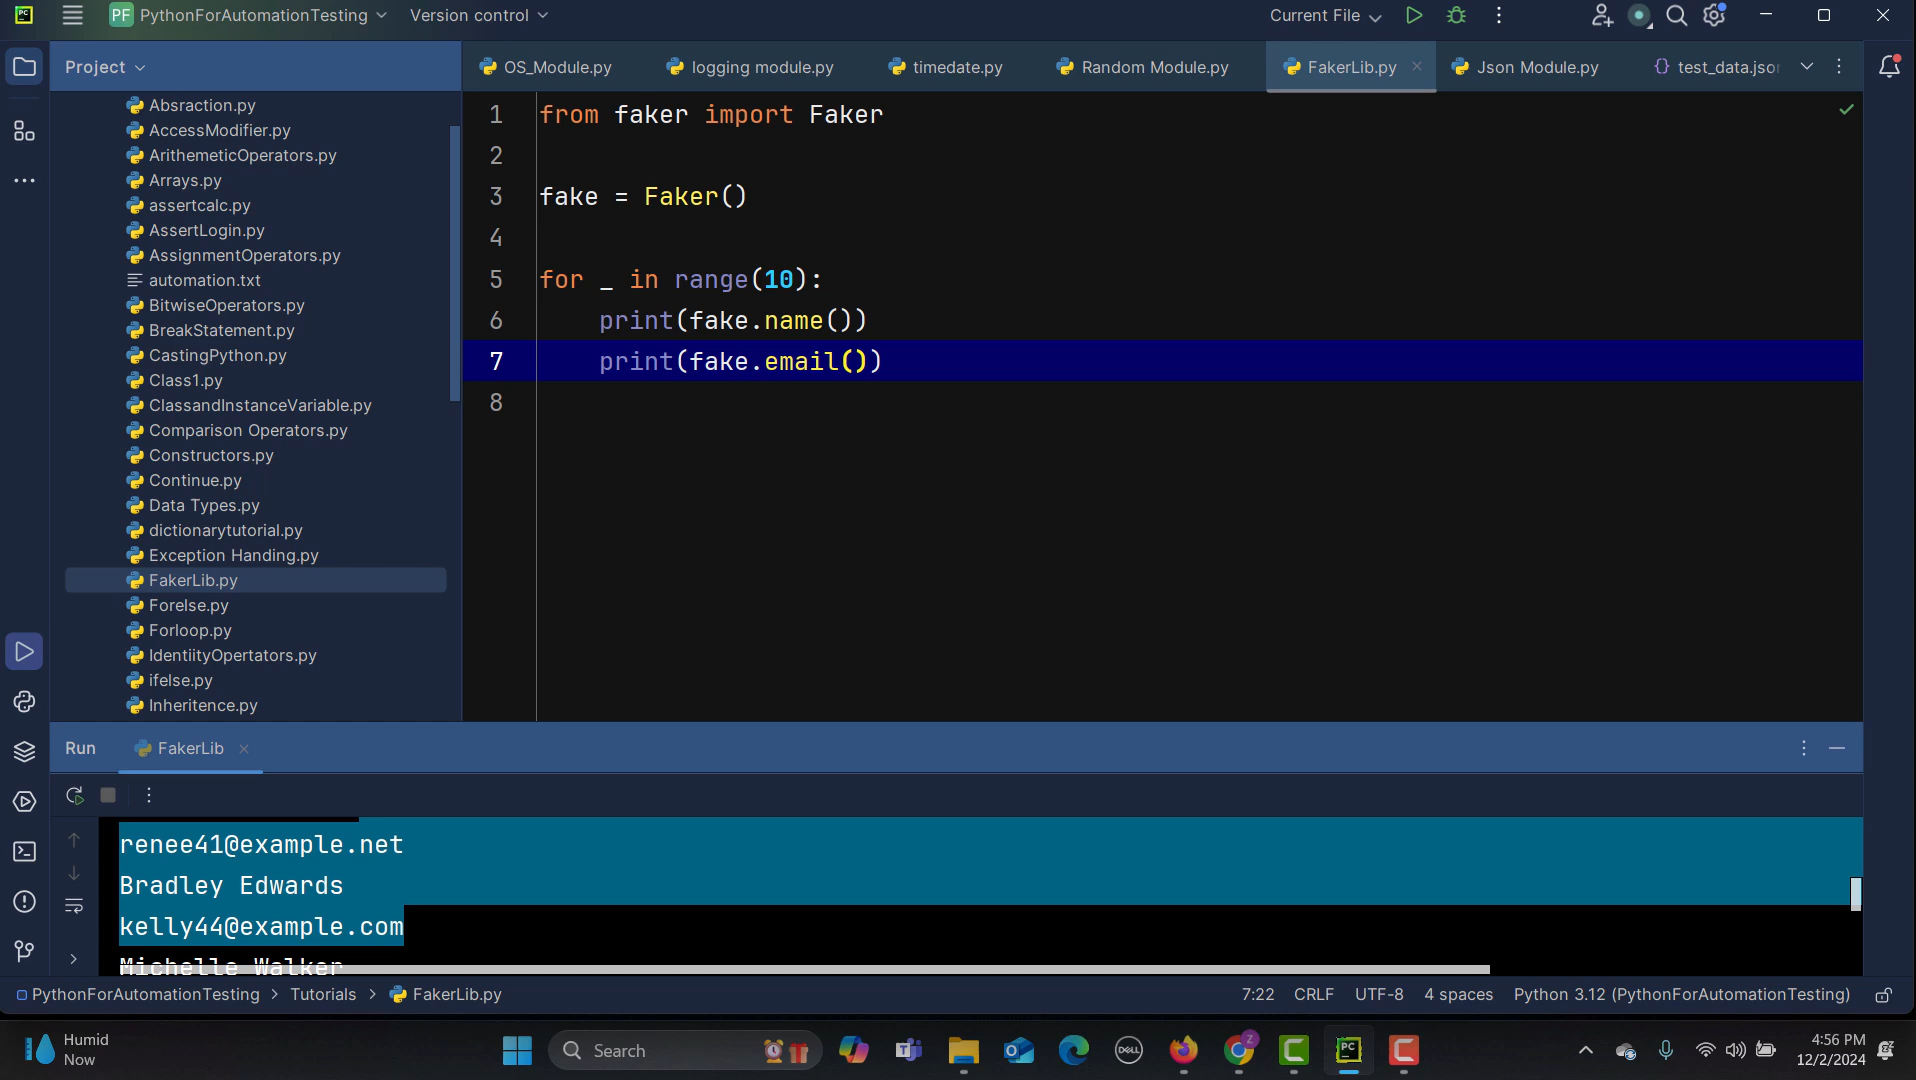 PC PF PythonForAutomationTesting Version control Current File
Project
OS_Module.py logging module.py timedate.py Random Module.py FakerLib.py Json Module.py test_data.jso
Absraction.py
AccessModifier.py
ArithemeticOperators.py
Arrays.py
assertcalc.py
AssertLogin.py
AssignmentOperators.py
automation.txt
BitwiseOperators.py
BreakStatement.py
CastingPython.py
Class1.py
ClassandInstanceVariable.py
Comparison Operators.py
Constructors.py
Continue.py
Data Types.py
dictionarytutorial.py
Exception Handing.py
FakerLib.py
Forelse.py
Forloop.py
IdentiityOpertators.py
ifelse.py
Inheritence.py
1 from faker import Faker
2
3 fake = Faker()
4
5 for _ in range(10):
6 print(fake.name())
7 print(fake.email())
8
Run FakerLib
renee41@example.net
Bradley Edwards
kelly44@example.com
Michelle Walker
PythonForAutomationTesting > Tutorials > FakerLib.py 7:22 CRLF UTF-8 4 spaces Python 3.12 (PythonForAutomationTesting)
Humid
Now
Search
DELL
Z
PC
4:56 PM
12/2/2024